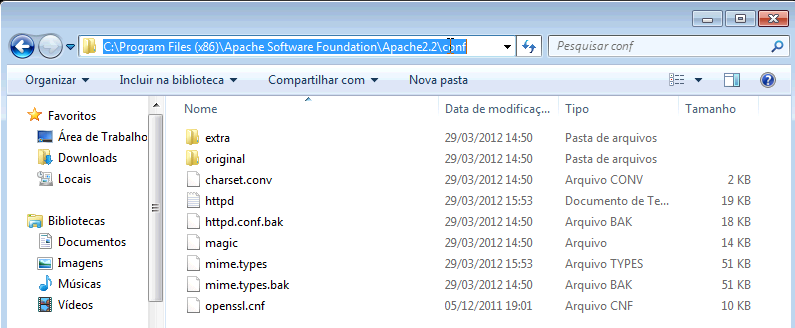 C:\Program Files (x86)\Apache Software Foundation\Apache2.2\conf
Pesquisar conf
Organizar Incluir na biblioteca Compartilhar com Nova pasta
Nome Data de modificaç... Tipo Tamanho
Favoritos
Área de Trabalho
Downloads
Locais
Bibliotecas
Documentos
Imagens
Músicas
Vídeos
extra 29/03/2012 14:50 Pasta de arquivos
original 29/03/2012 14:50 Pasta de arquivos
charset.conv 29/03/2012 14:50 Arquivo CONV 2 KB
httpd 29/03/2012 15:53 Documento de Te... 19 KB
httpd.conf.bak 29/03/2012 14:50 Arquivo BAK 18 KB
magic 29/03/2012 14:50 Arquivo 14 KB
mime.types 29/03/2012 15:53 Arquivo TYPES 51 KB
mime.types.bak 29/03/2012 14:50 Arquivo BAK 51 KB
openssl.cnf 05/12/2011 19:01 Arquivo CNF 10 KB